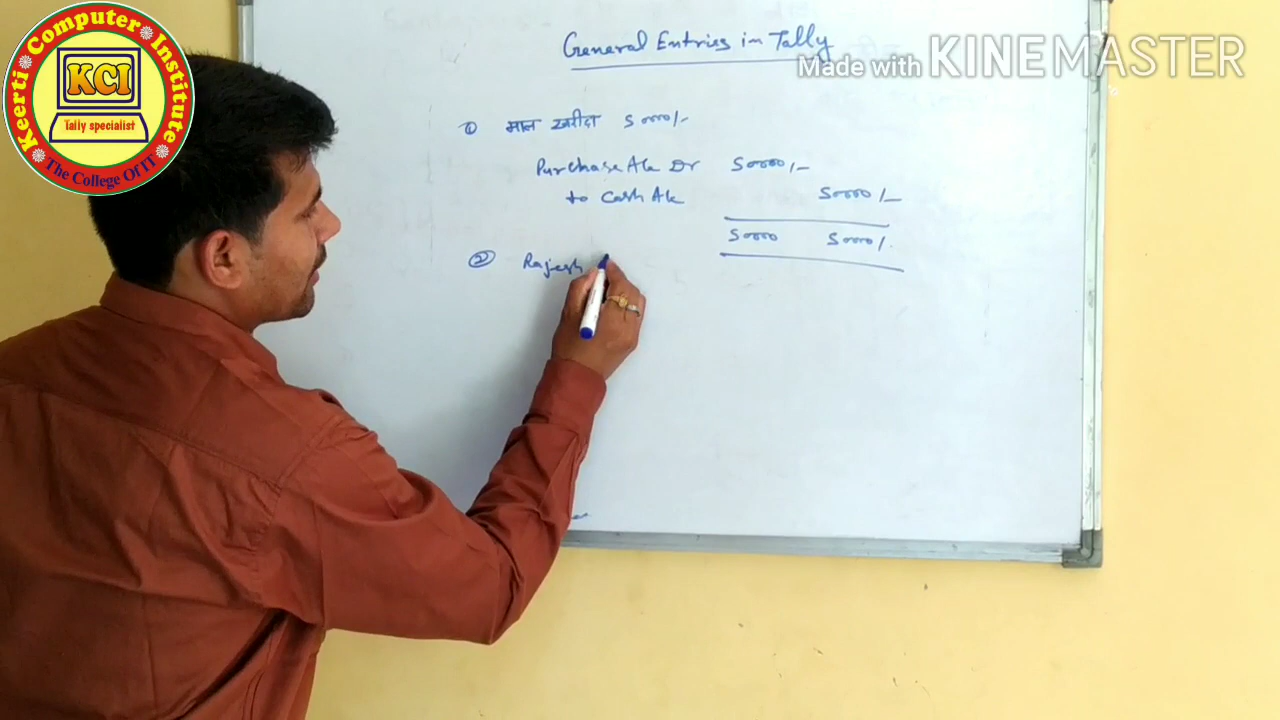 Keerti Computer Institute
KCI
Tally specialist
The College Of IT
Made with KINEMASTER
General Entries in Tally
① माल खरीदा 50000/-
Purchase A/c Dr 50000/-
to Cash A/c 50000/-
50000 50000/-
② Rajesh